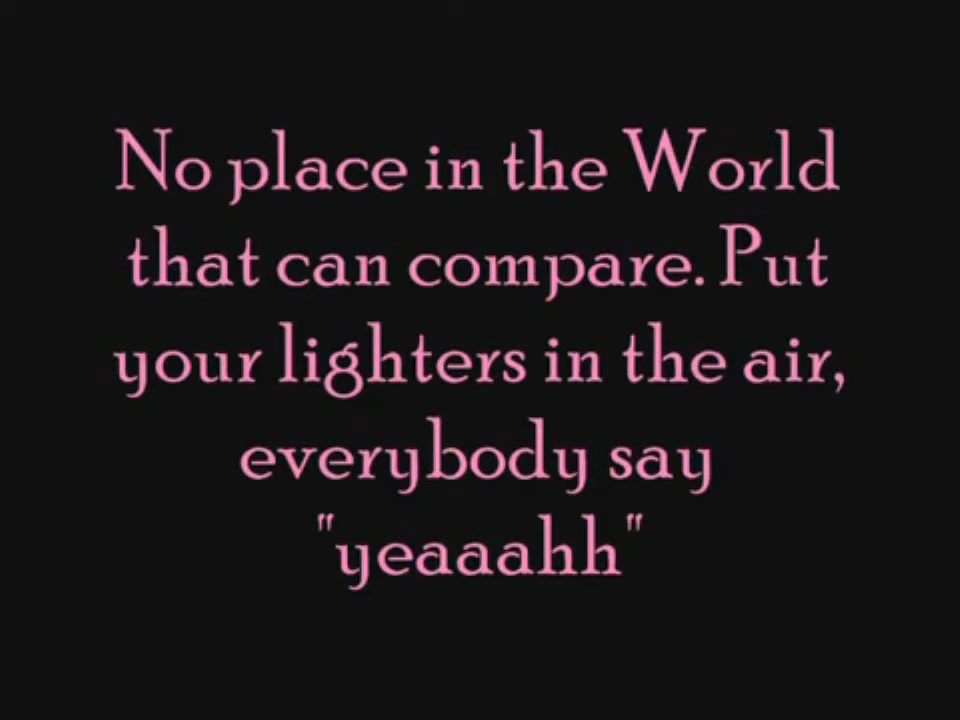 No place in the World
that can compare. Put
your lighters in the air,
everybody say
"yeaaahh"